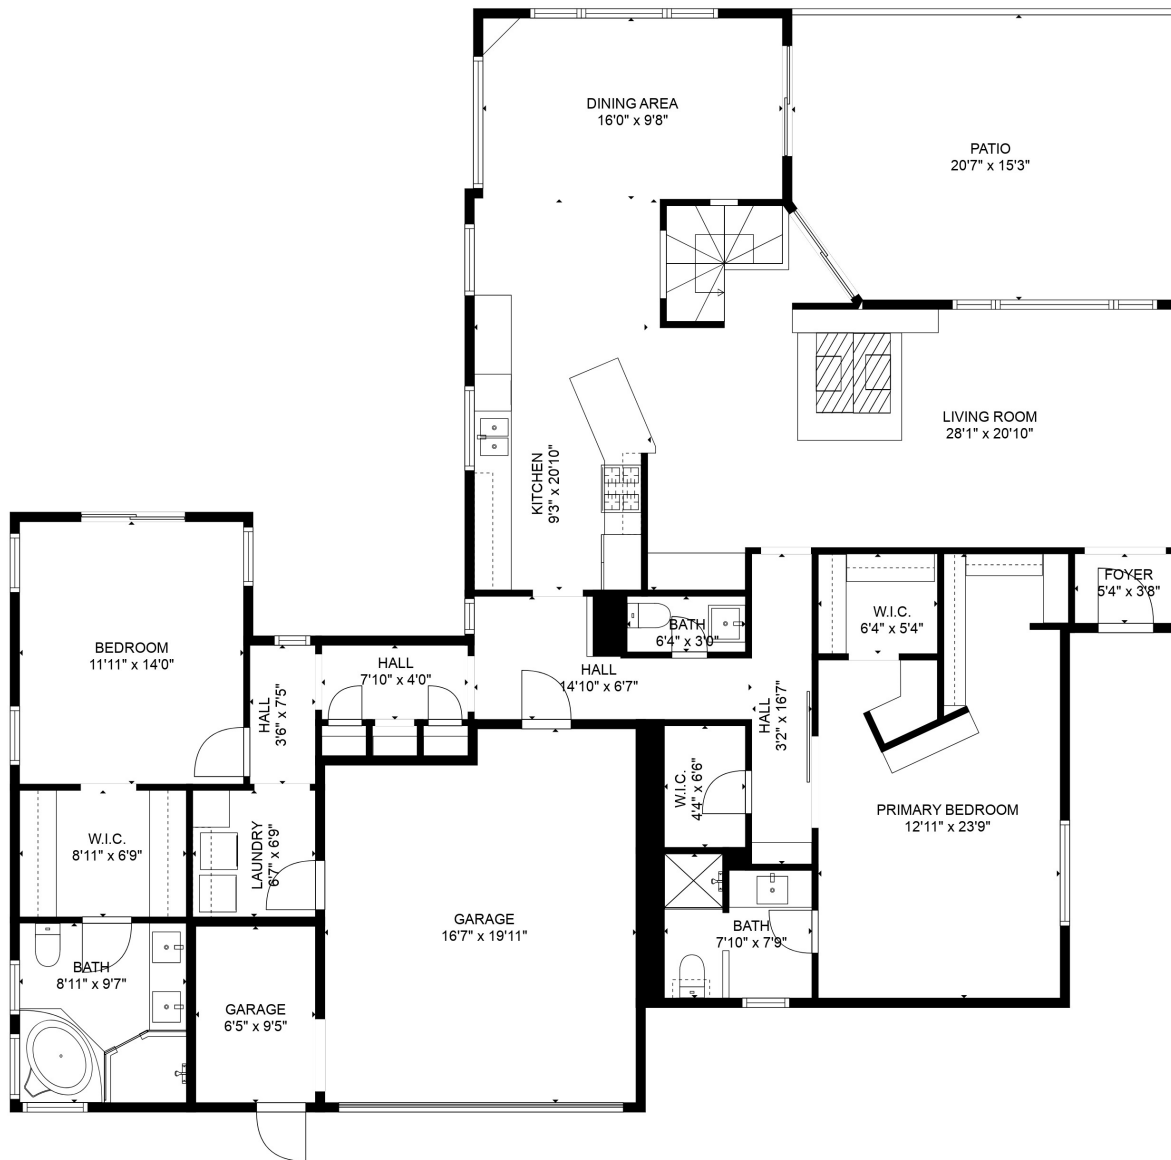 DINING AREA
16'0" x 9'8"
PATIO
20'7" x 15'3"
LIVING ROOM
28'1" x 20'10"
KITCHEN
9'3" x 20'10"
FOYER
5'4" x 3'8"
W.I.C.
6'4" x 5'4"
BATH
6'4" x 3'0"
BEDROOM
11'11" x 14'0"
HALL
7'10" x 4'0"
HALL
14'10" x 6'7"
HALL
3'6" x 7'5"
HALL
3'2" x 16'7"
W.I.C.
4'4" x 6'6"
PRIMARY BEDROOM
12'11" x 23'9"
W.I.C.
8'11" x 6'9"
LAUNDRY
6'7" x 6'9"
GARAGE
16'7" x 19'11"
BATH
7'10" x 7'9"
BATH
8'11" x 9'7"
GARAGE
6'5" x 9'5"